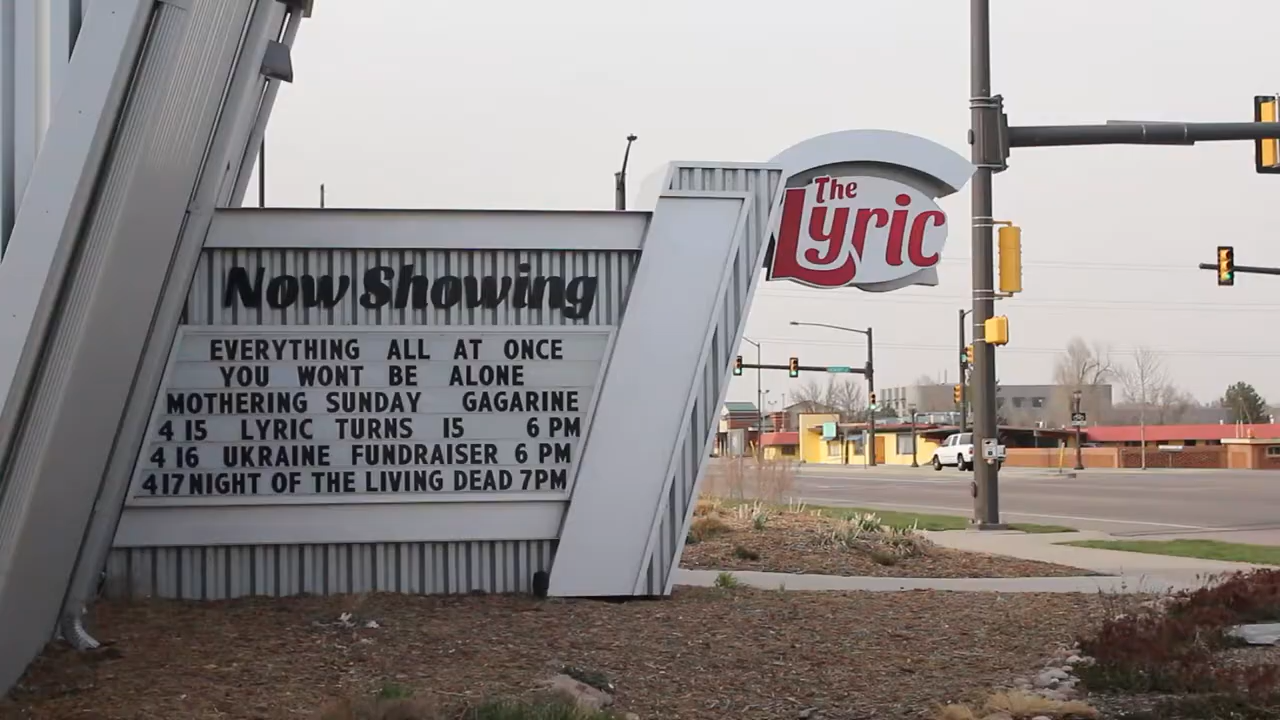 The
Lyric
Now Showing
EVERYTHING ALL AT ONCE
YOU WONT BE ALONE
MOTHERING SUNDAY GAGARINE
4 15 LYRIC TURNS 15 6 PM
4 16 UKRAINE FUNDRAISER 6 PM
417 NIGHT OF THE LIVING DEAD 7PM